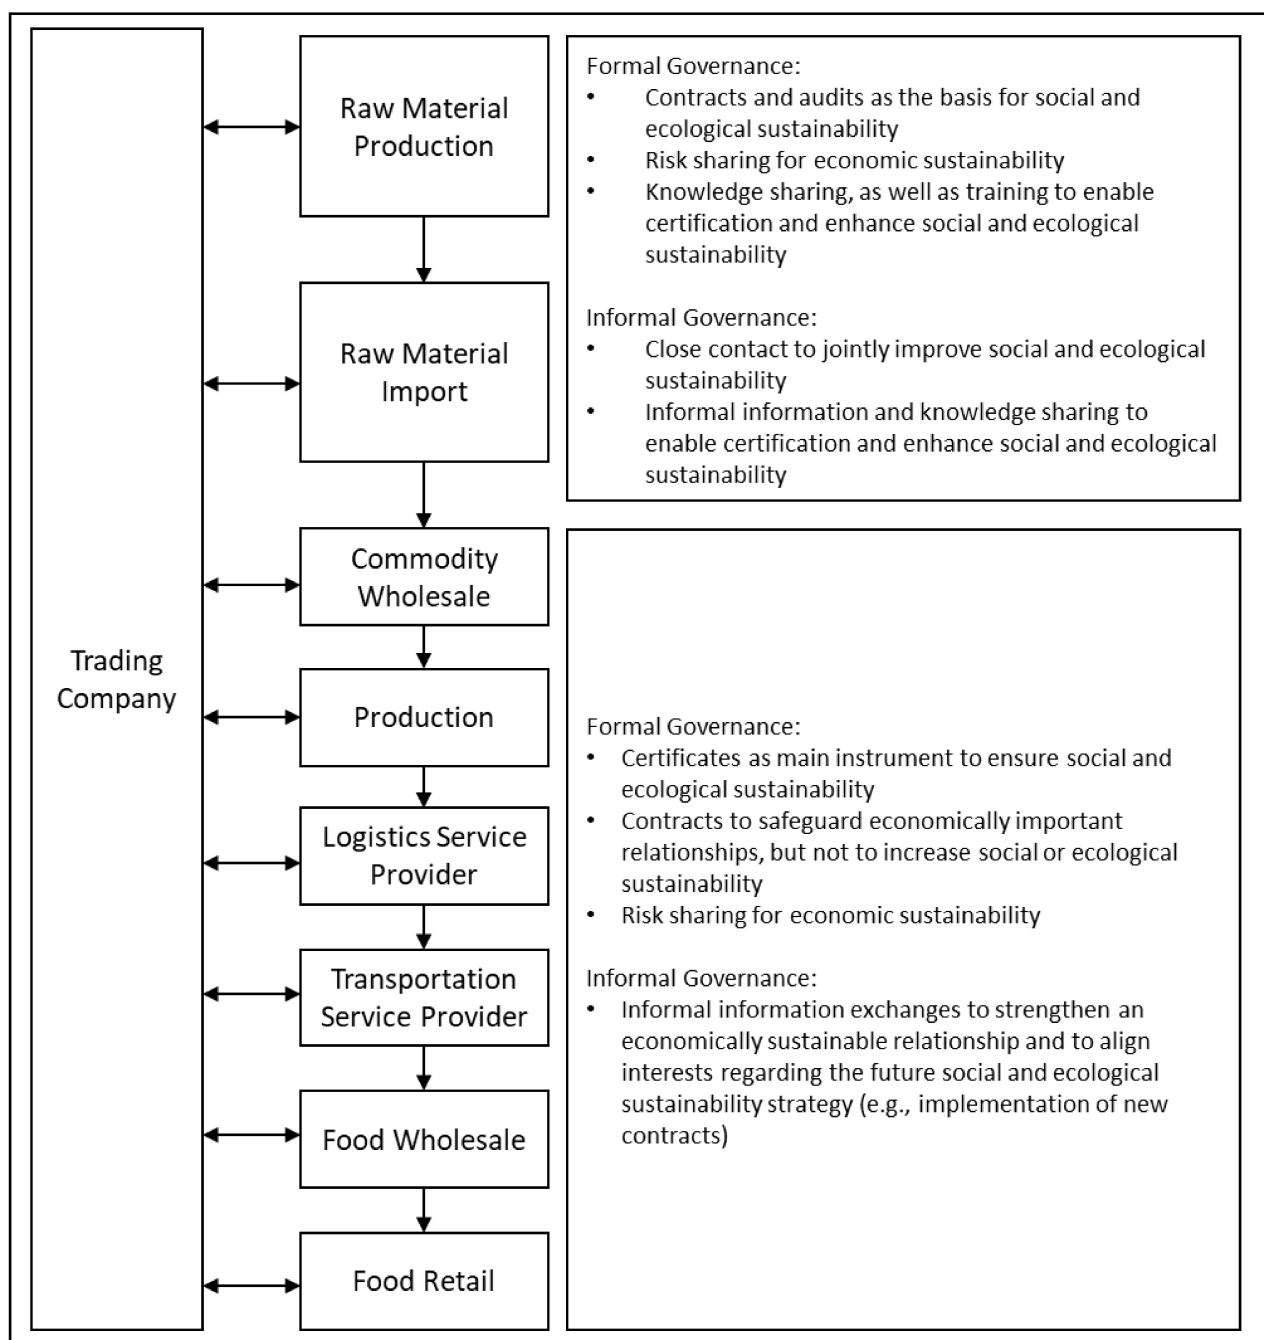 Trading
Company
Raw Material
Production
Raw Material
Import
Commodity
Wholesale
Production
Logistics Service
Provider
Transportation
Service Provider
Food Wholesale
Food Retail
Formal Governance:
• Contracts and audits as the basis for social and
ecological sustainability
• Risk sharing for economic sustainability
• Knowledge sharing, as well as training to enable
certification and enhance social and ecological
sustainability
Informal Governance:
• Close contact to jointly improve social and ecological
sustainability
• Informal information and knowledge sharing to
enable certification and enhance social and ecological
sustainability
Formal Governance:
• Certificates as main instrument to ensure social and
ecological sustainability
• Contracts to safeguard economically important
relationships, but not to increase social or ecological
sustainability
• Risk sharing for economic sustainability
Informal Governance:
• Informal information exchanges to strengthen an
economically sustainable relationship and to align
interests regarding the future social and ecological
sustainability strategy (e.g., implementation of new
contracts)